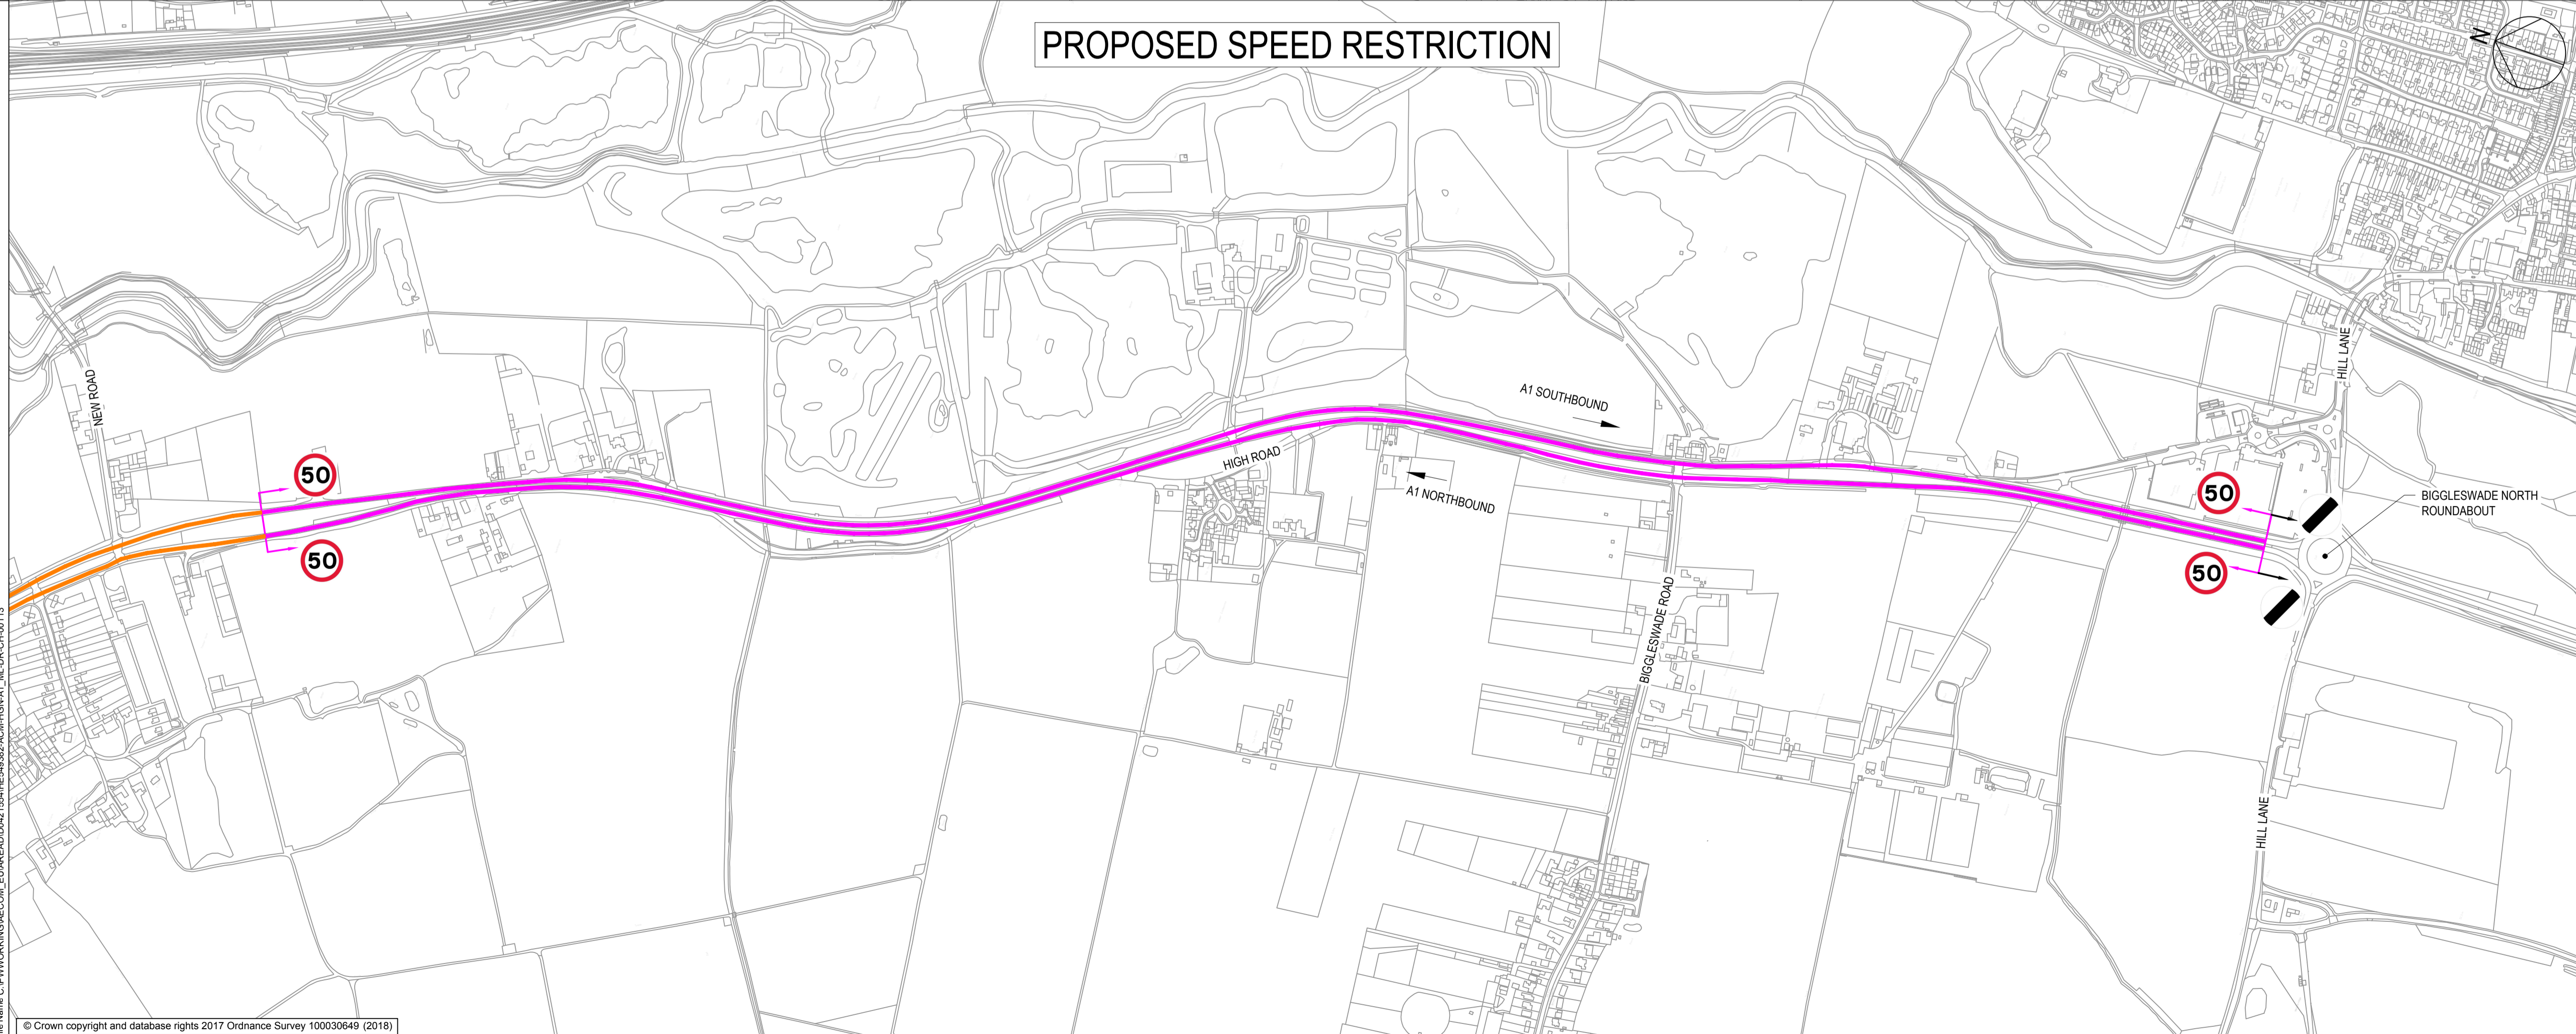 PROPOSED SPEED RESTRICTION
N
NEW ROAD
50
50
HIGH ROAD
A1 SOUTHBOUND
A1 NORTHBOUND
BIGGLESWADE ROAD
HILL LANE
50
50
BIGGLESWADE NORTH
ROUNDABOUT
HILL LANE
© Crown copyright and database rights 2017 Ordnance Survey 100030649 (2018)